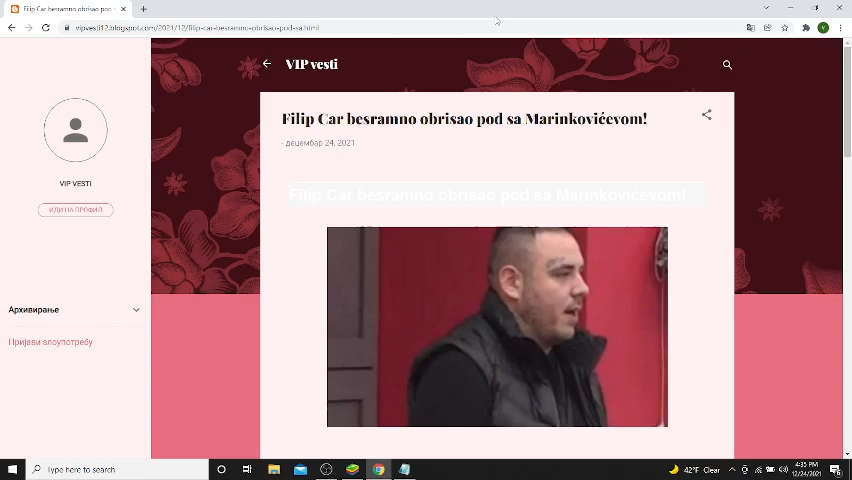 Filip Car besramno obrisao pod sa
vipvesti12.blogspot.com/2021/12/filip-car-besramno-obrisao-pod-sa.html
V
VIP vesti
Filip Car besramno obrisao pod sa Marinkovićevom!
- децембар 24, 2021
VIP VESTI
ИДИ НА ПРОФИЛ
Filip Car besramno obrisao pod sa Marinkovićevom!
Архивирање
Пријави злоупотребу
Type here to search
42°F Clear
4:35 PM
12/24/2021